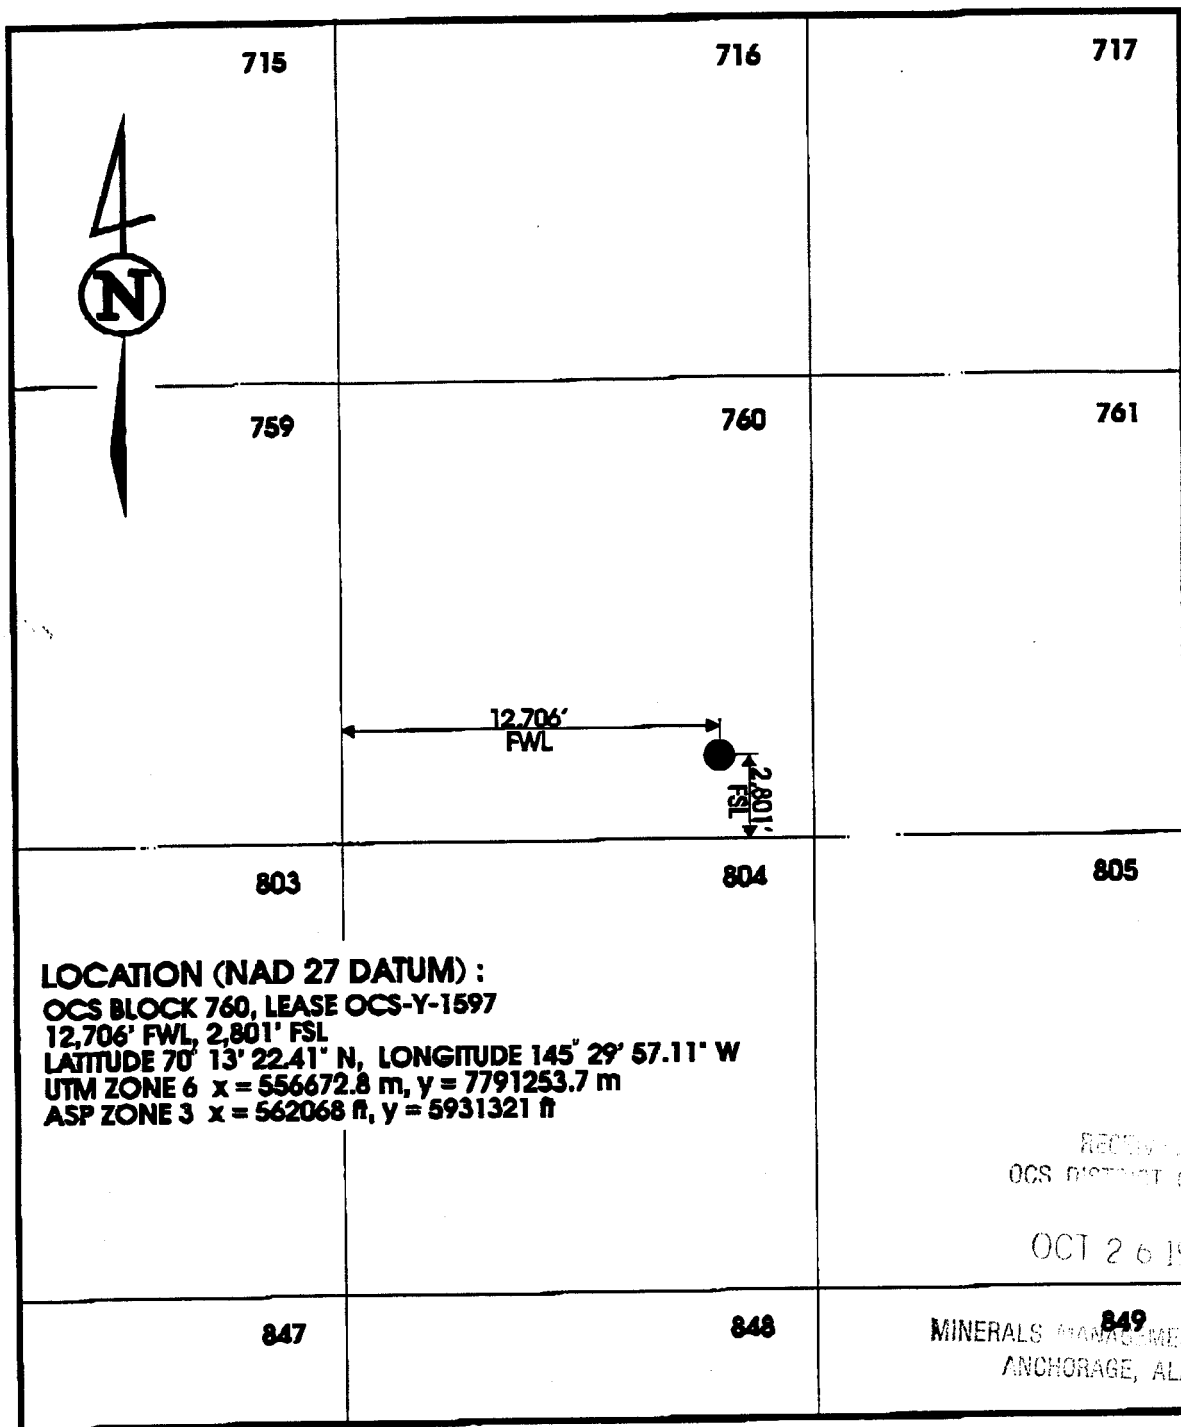 715 716 717
N
759 760 761
12,706'
FWL
2,801'
FSL
803 804 805
LOCATION (NAD 27 DATUM) :
OCS BLOCK 760, LEASE OCS-Y-1597
12,706' FWL, 2,801' FSL
LATITUDE 70° 13' 22.41" N, LONGITUDE 145° 29' 57.11" W
UTM ZONE 6 x = 556672.8 m, y = 7791253.7 m
ASP ZONE 3 x = 562068 ft, y = 5931321 ft
OCS
OCT 26
847 848 849
MINERALS
ANCHORAGE,